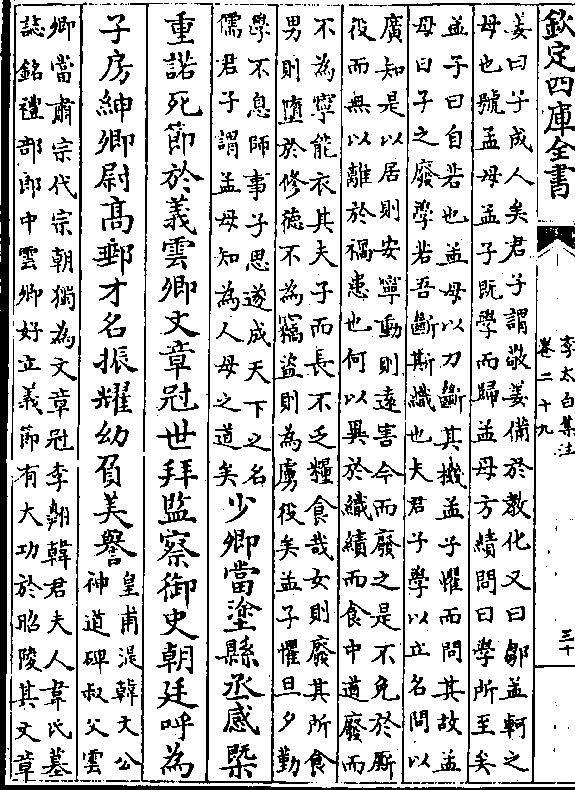 欽定四庫全書
李太白集注
卷二十九
三十
姜曰子成人矣君子謂敬姜備於教化又曰鄒孟軻之
母也號孟母孟子既學而歸孟母方績問曰學所至矣
孟子曰自若也孟母以刀斷其機孟子懼而問其故孟
母曰子之廢學若吾斷斯織也夫君子學以立名問以
廣知是以居則安寧動則遠害今而廢之是不免於厮
役而無以離於禍患也何以異於織績而食中道廢而
不為寧能衣其夫子而長不乏糧食哉女則廢其所食
男則墮於修德不為竊盜則為虜役矣孟子懼旦夕勤
學不息師事子思遂成天下之名
儒君子謂孟母知為人母之道矣
少卿當塗縣丞感槩
重諾死節於義雲卿文章冠世拜監察御史朝廷呼為
子房紳卿尉高郵才名振耀幼負美譽
皇甫湜韓文公
神道碑叔父雲
卿當肅宗代宗朝獨為文章冠李翺韓君夫人韋氏墓
誌銘禮部郎中雲卿好立義節有大功於昭陵其文章